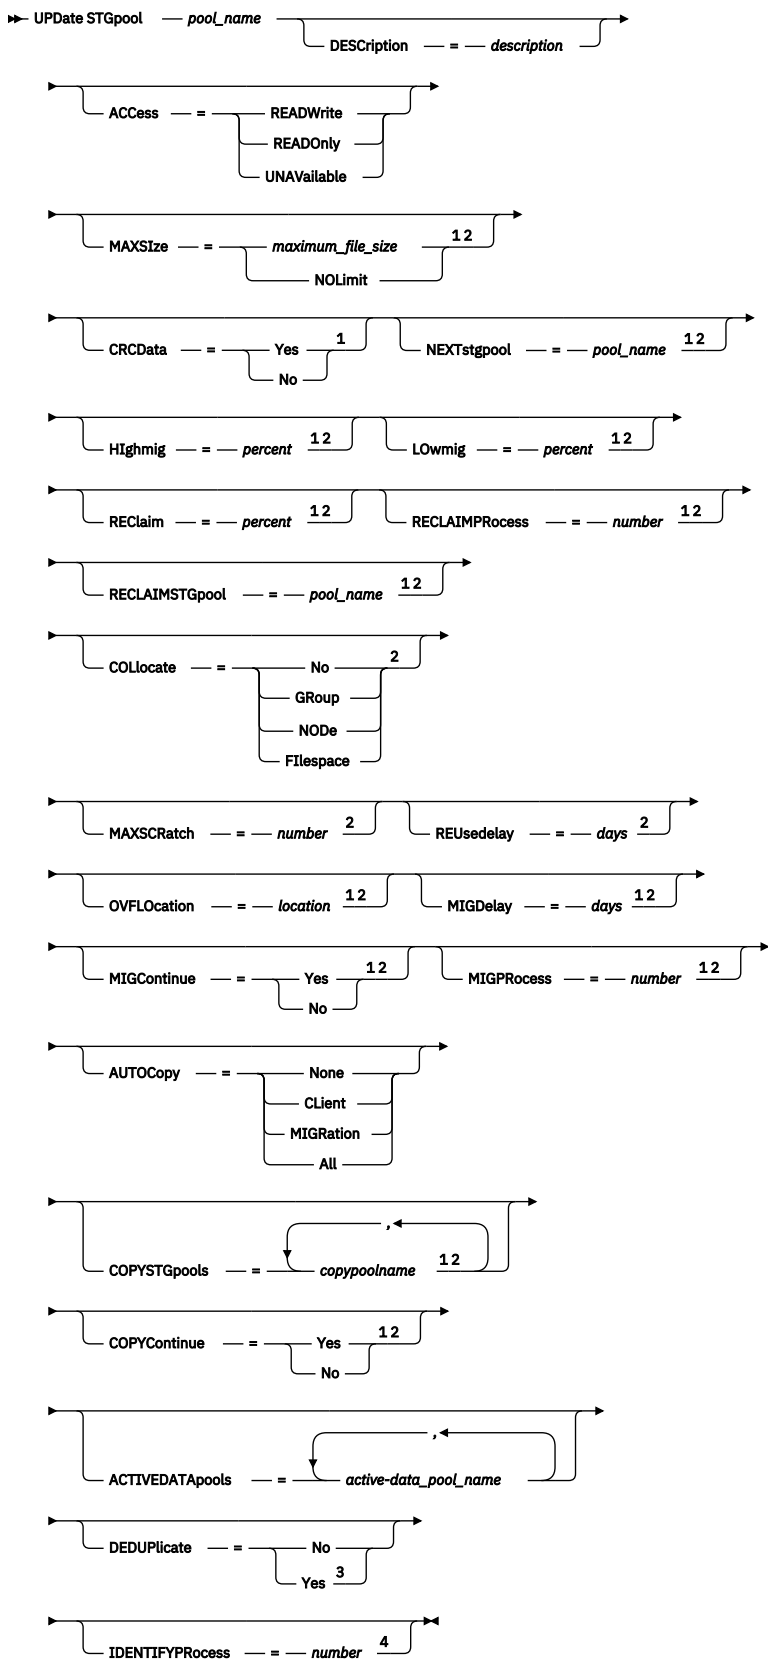 UPDate STGpool — pool_name
DESCription — = — description
ACCess — = READWrite
READOnly
UNAVailable
MAXSIze — = maximum_file_size 1 2
NOLimit
CRCData — = Yes 1 NEXTstgpool — = — pool_name 1 2
No
HIghmig — = — percent 1 2 LOwmig — = — percent 1 2
REClaim — = — percent 1 2 RECLAIMPRocess — = — number 1 2
RECLAIMSTGpool — = — pool_name 1 2
COLlocate — = No 2
GRoup
NODe
FIlespace
MAXSCRatch — = — number 2 REUsedelay — = — days 2
OVFLOcation — = — location 1 2 MIGDelay — = — days 1 2
MIGContinue — = Yes 1 2 MIGPRocess — = — number 1 2
No
AUTOCopy — = None
CLient
MIGRation
All
,
COPYSTGpools — = copypoolname 1 2
COPYContinue — = Yes 1 2
No
,
ACTIVEDATApools — = active-data_pool_name
DEDUPlicate — = No
Yes 3
IDENTIFYPRocess — = — number 4